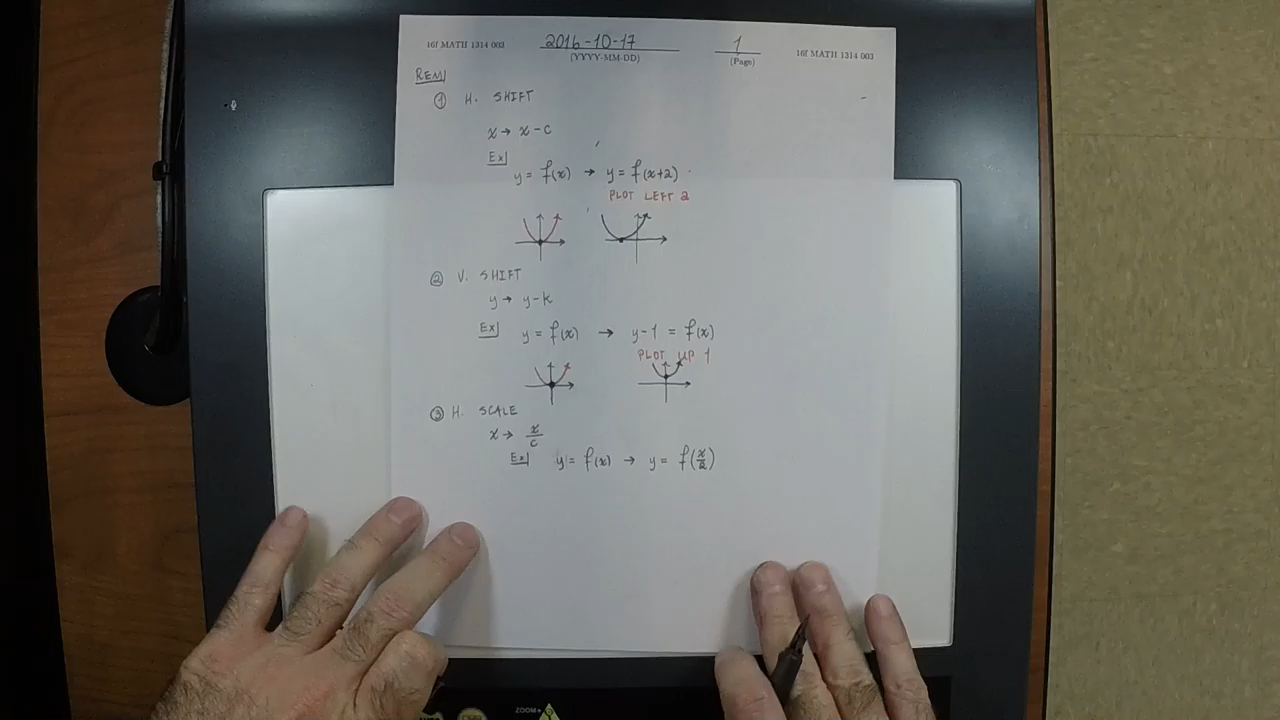 16f MATH 1314 003 2016-10-17 1 16f MATH 1314 003
(YYYY-MM-DD) (Page)
REM
① H. SHIFT
x → x-c
Ex
y = f(x) → y = f(x+2)
PLOT LEFT 2
② V. SHIFT
y → y-k
Ex y = f(x) → y-1 = f(x)
PLOT UP 1
③ H. SCALE
x → x/c
Ex y = f(x) → y = f(x/2)
ZOOM+